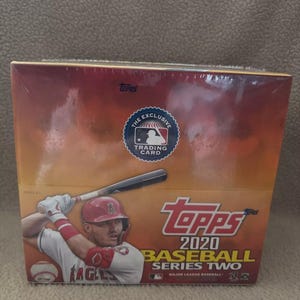 Topps
THE EXCLUSIVE
TRADING
CARD
Topps
2020
BASEBALL
SERIES TWO
MAJOR LEAGUE BASEBALL
ANGELS